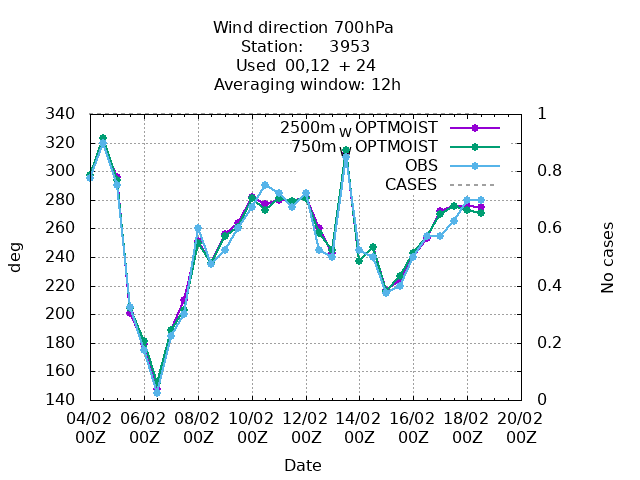 Wind direction 700hPa
Station: 3953
Used 00,12 + 24
Averaging window: 12h
340 1
2500m_W OPTMOIST
320
750m_W OPTMOIST
OBS
300 0.8
CASES
280
260 0.6
deg
No cases
240
220 0.4
200
180 0.2
160
140 0
04/02 06/02 08/02 10/02 12/02 14/02 16/02 18/02 20/02
00Z 00Z 00Z 00Z 00Z 00Z 00Z 00Z 00Z
Date